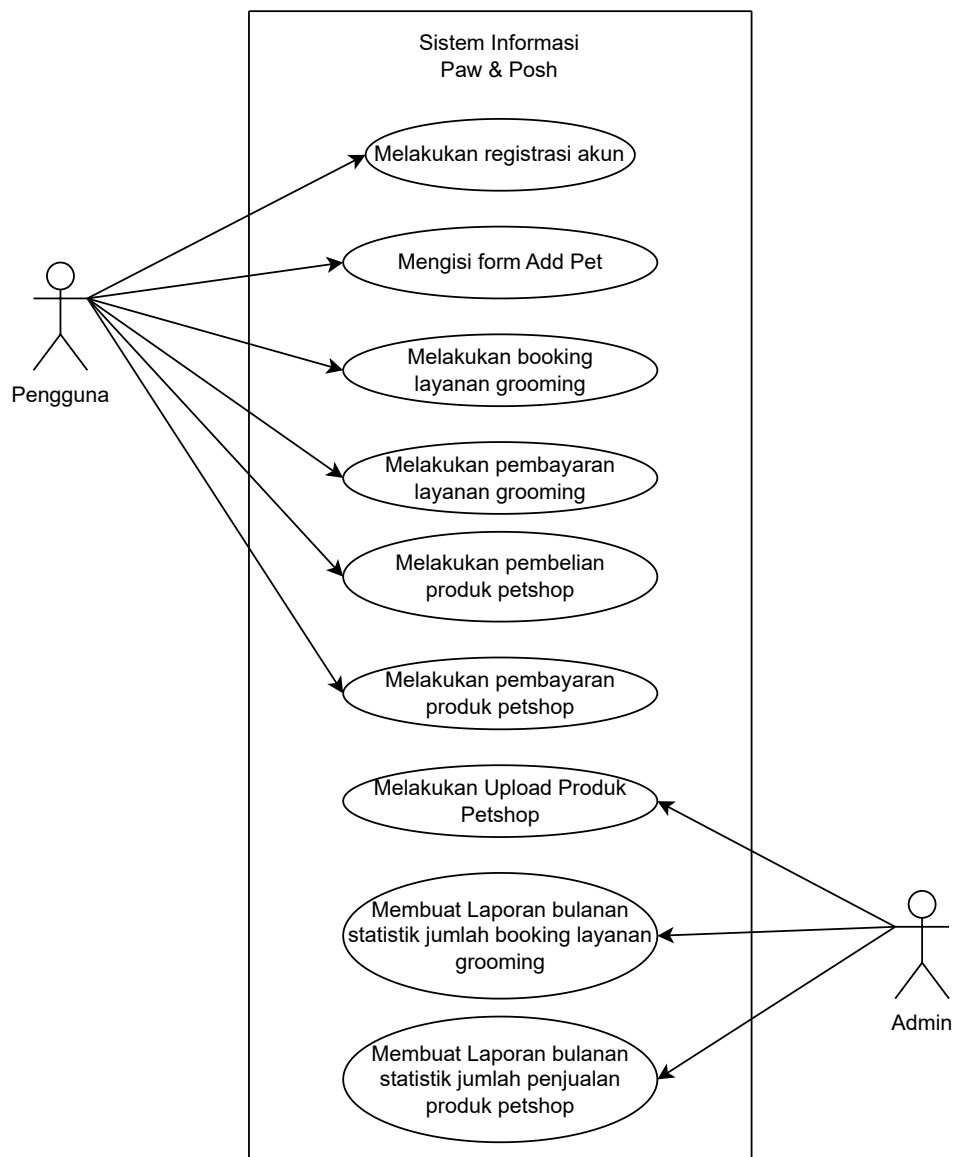 Sistem Informasi
Paw & Posh
Melakukan registrasi akun
Mengisi form Add Pet
Melakukan booking
layanan grooming
Pengguna
Melakukan pembayaran
layanan grooming
Melakukan pembelian
produk petshop
Melakukan pembayaran
produk petshop
Melakukan Upload Produk
Petshop
Membuat Laporan bulanan
statistik jumlah booking layanan
grooming
Admin
Membuat Laporan bulanan
statistik jumlah penjualan
produk petshop